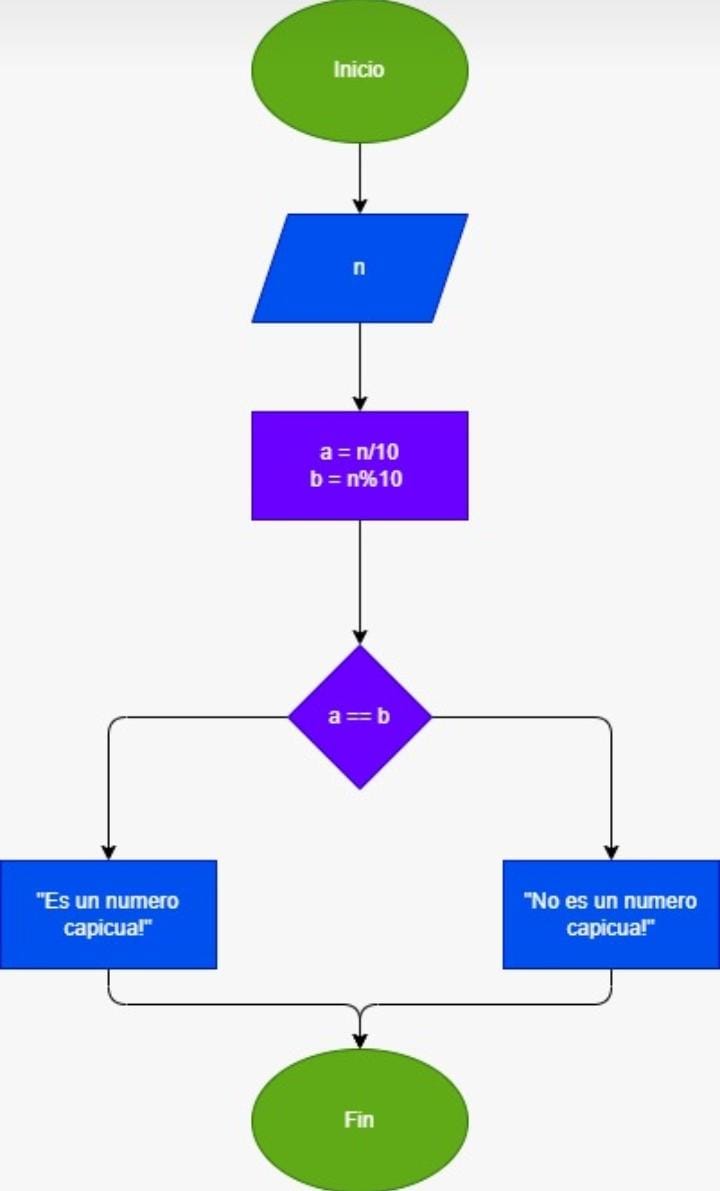 Inicio
n
a = n/10
b = n%10
a == b
"Es un numero
capicua!"
"No es un numero
capicua!"
Fin